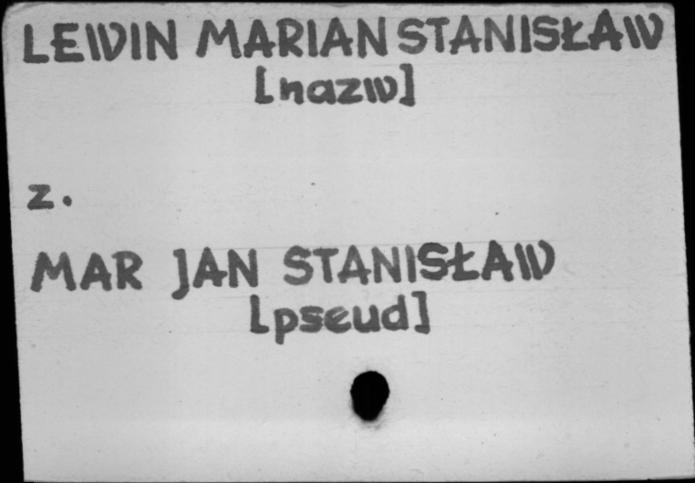 LEWIN MARIAN STANISŁAW
[nazw]
z.
MAR JAN STANISŁAW
[pseud]